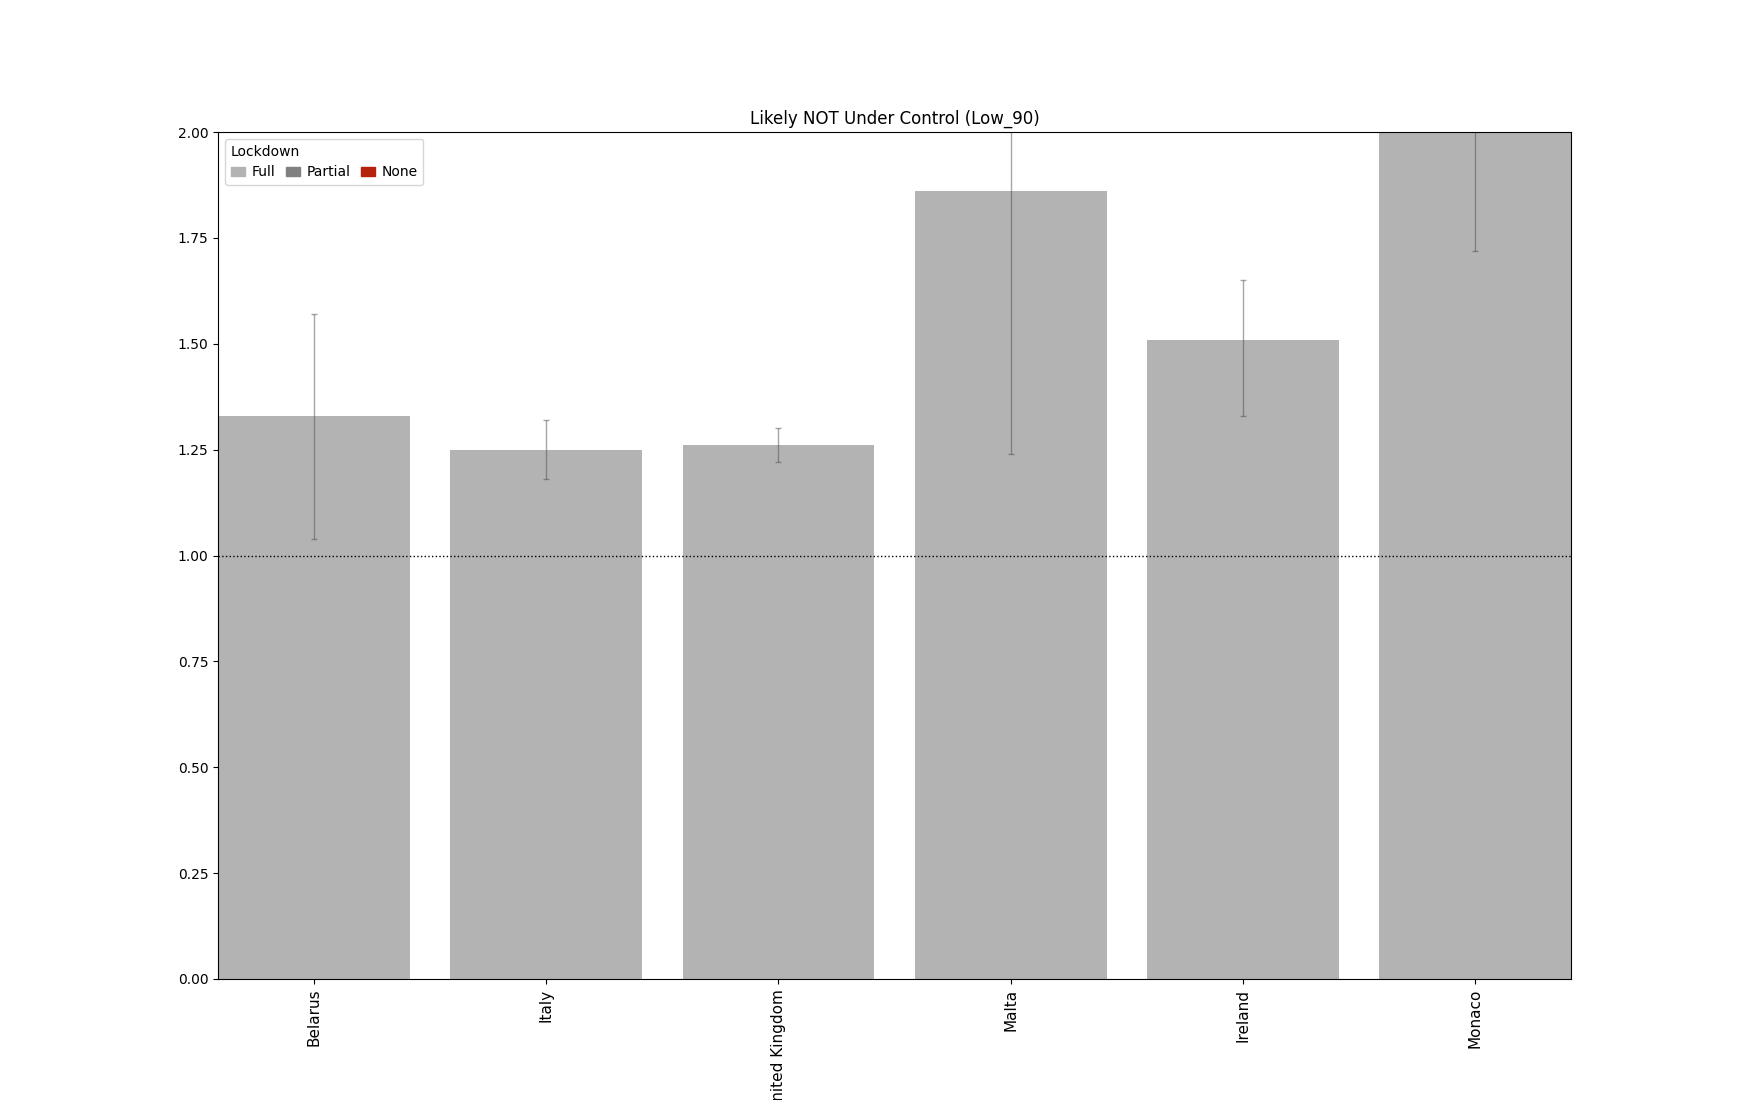 Likely NOT Under Control (Low_90)
Lockdown
Full Partial None
2.00
1.75
1.50
1.25
1.00
0.75
0.50
0.25
0.00
Belarus
Italy
nited Kingdom
Malta
Ireland
Monaco